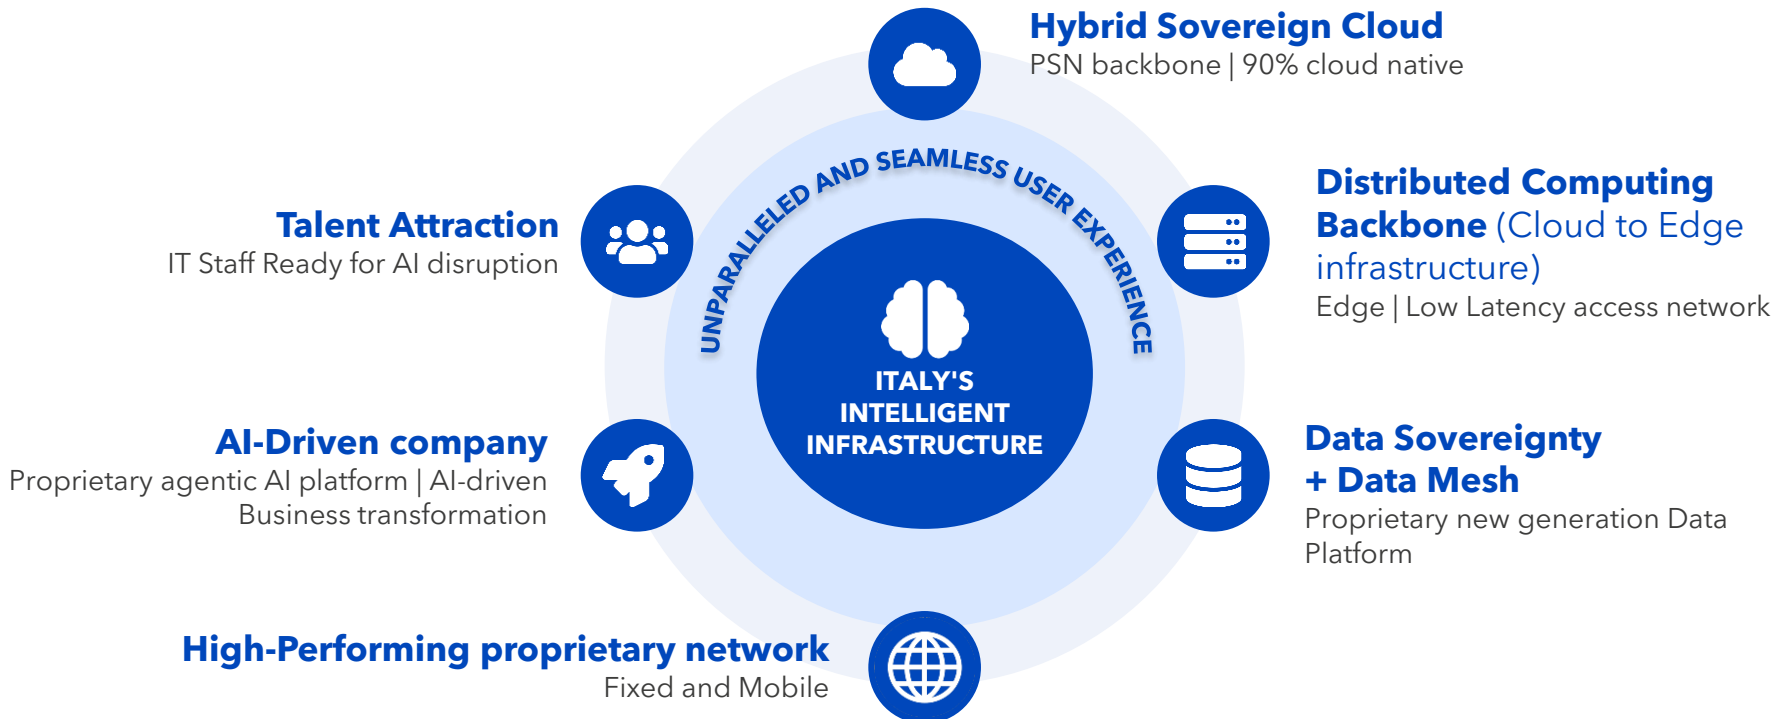 Hybrid Sovereign Cloud
PSN backbone | 90% cloud native
UNPARALLELED AND SEAMLESS USER EXPERIENCE
Talent Attraction
IT Staff Ready for AI disruption
Distributed Computing
Backbone (Cloud to Edge
infrastructure)
Edge | Low Latency access network
ITALY'S
INTELLIGENT
INFRASTRUCTURE
AI-Driven company
Proprietary agentic AI platform | AI-driven
Business transformation
Data Sovereignty
+ Data Mesh
Proprietary new generation Data
Platform
High-Performing proprietary network
Fixed and Mobile